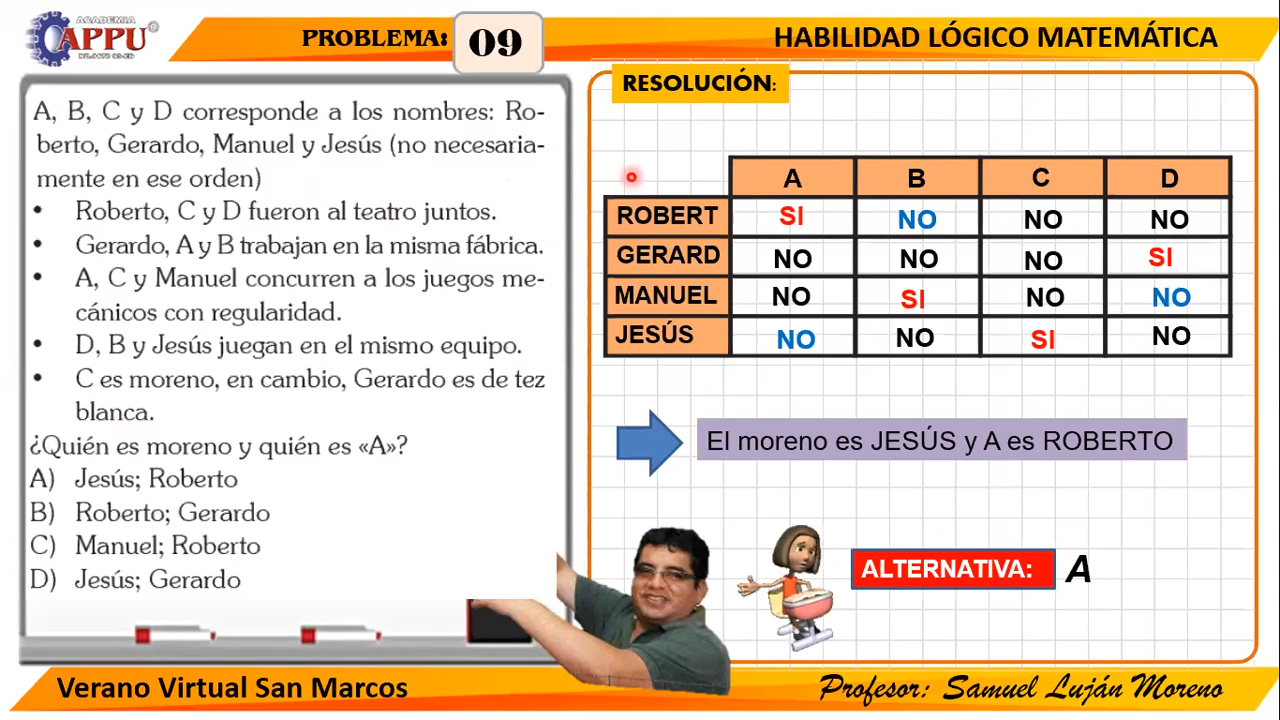 ACADEMIA
APPU
PROBLEMA:
09
HABILIDAD LÓGICO MATEMÁTICA
A, B, C y D corresponde a los nombres: Ro-
berto, Gerardo, Manuel y Jesús (no necesaria-
mente en ese orden)
• Roberto, C y D fueron al teatro juntos.
• Gerardo, A y B trabajan en la misma fábrica.
• A, C y Manuel concurren a los juegos me-
cánicos con regularidad.
• D, B y Jesús juegan en el mismo equipo.
• C es moreno, en cambio, Gerardo es de tez
blanca.
¿Quién es moreno y quién es «A»?
A) Jesús; Roberto
B) Roberto; Gerardo
C) Manuel; Roberto
D) Jesús; Gerardo
RESOLUCIÓN:
A B C D
ROBERT SI NO NO NO
GERARD NO NO NO SI
MANUEL NO SI NO NO
JESÚS NO NO SI NO
El moreno es JESÚS y A es ROBERTO
ALTERNATIVA: A
Verano Virtual San Marcos
Profesor: Samuel Luján Moreno